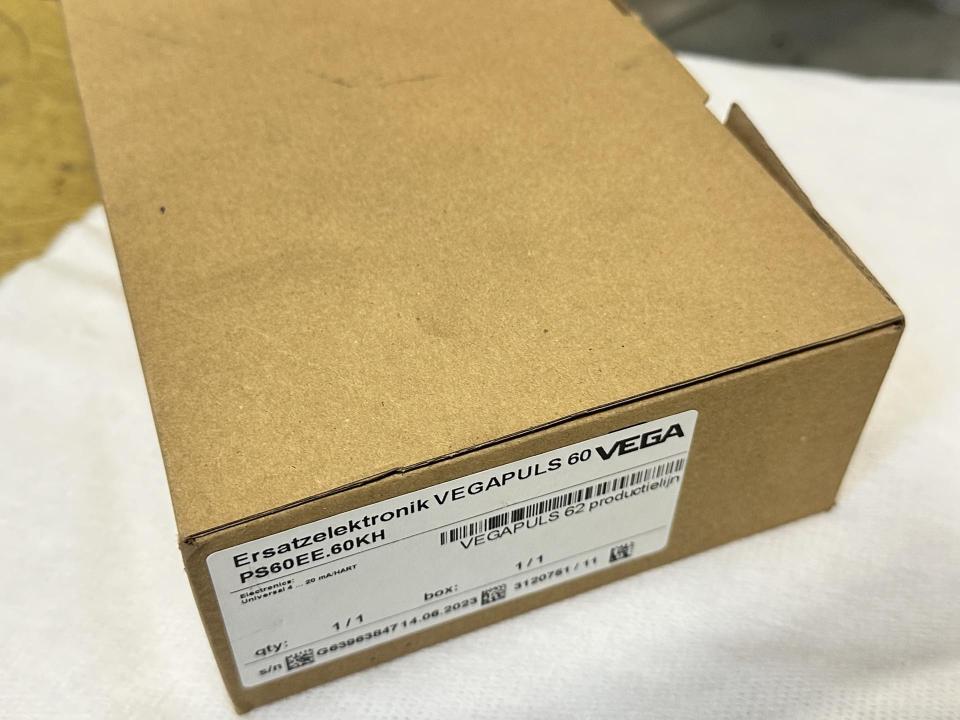 Ersatzelektronik VEGAPULS 60 VEGA
PS60EE.60KH
VEGAPULS 62 productielijn
Electronics:
Universal 4 ... 20 mA/HART
qty: 1 / 1 box: 1 / 1
s/n G6396384714.06.2023 3120761 / 11